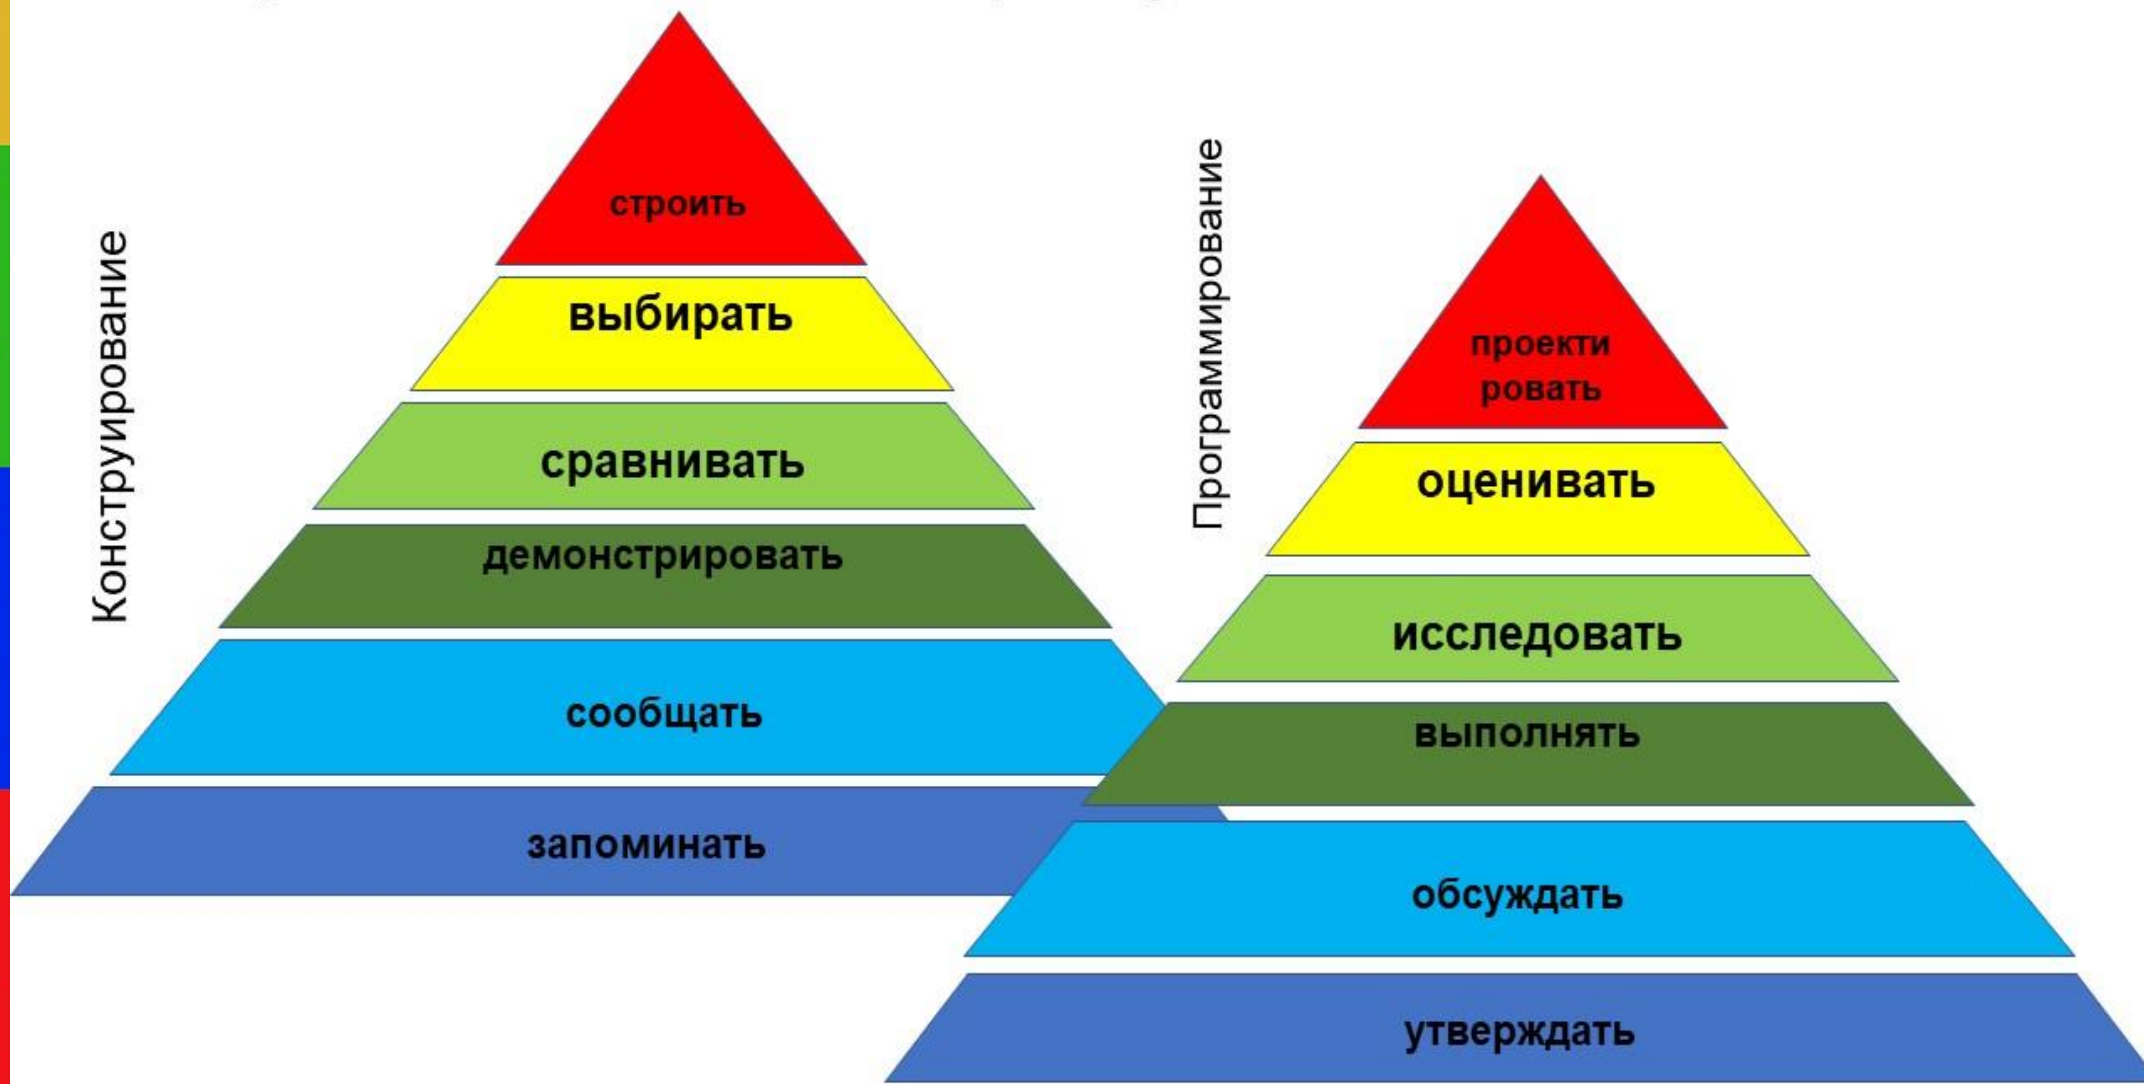 Конструирование
строить
выбирать
сравнивать
демонстрировать
сообщать
запоминать
Программирование
проекти
ровать
оценивать
исследовать
выполнять
обсуждать
утверждать